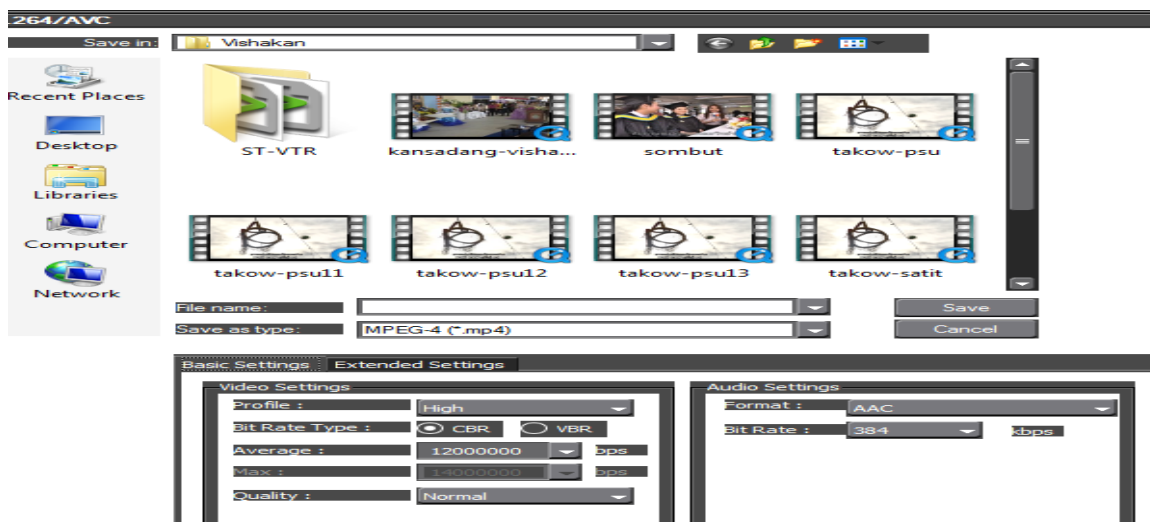 .264/AVC
Save in:
Vishakan
Recent Places
Desktop
Libraries
Computer
Network
ST-VTR
kansadang-visha...
sombut
takow-psu
takow-psu11
takow-psu12
takow-psu13
takow-satit
File name:
Save
Save as type:
MPEG-4 (*.mp4)
Cancel
Basic Settings
Extended Settings
Video Settings
Profile :
High
Bit Rate Type :
CBR
VBR
Average :
12000000
bps
Max :
14000000
bps
Quality :
Normal
Audio Settings
Format :
AAC
Bit Rate :
384
kbps